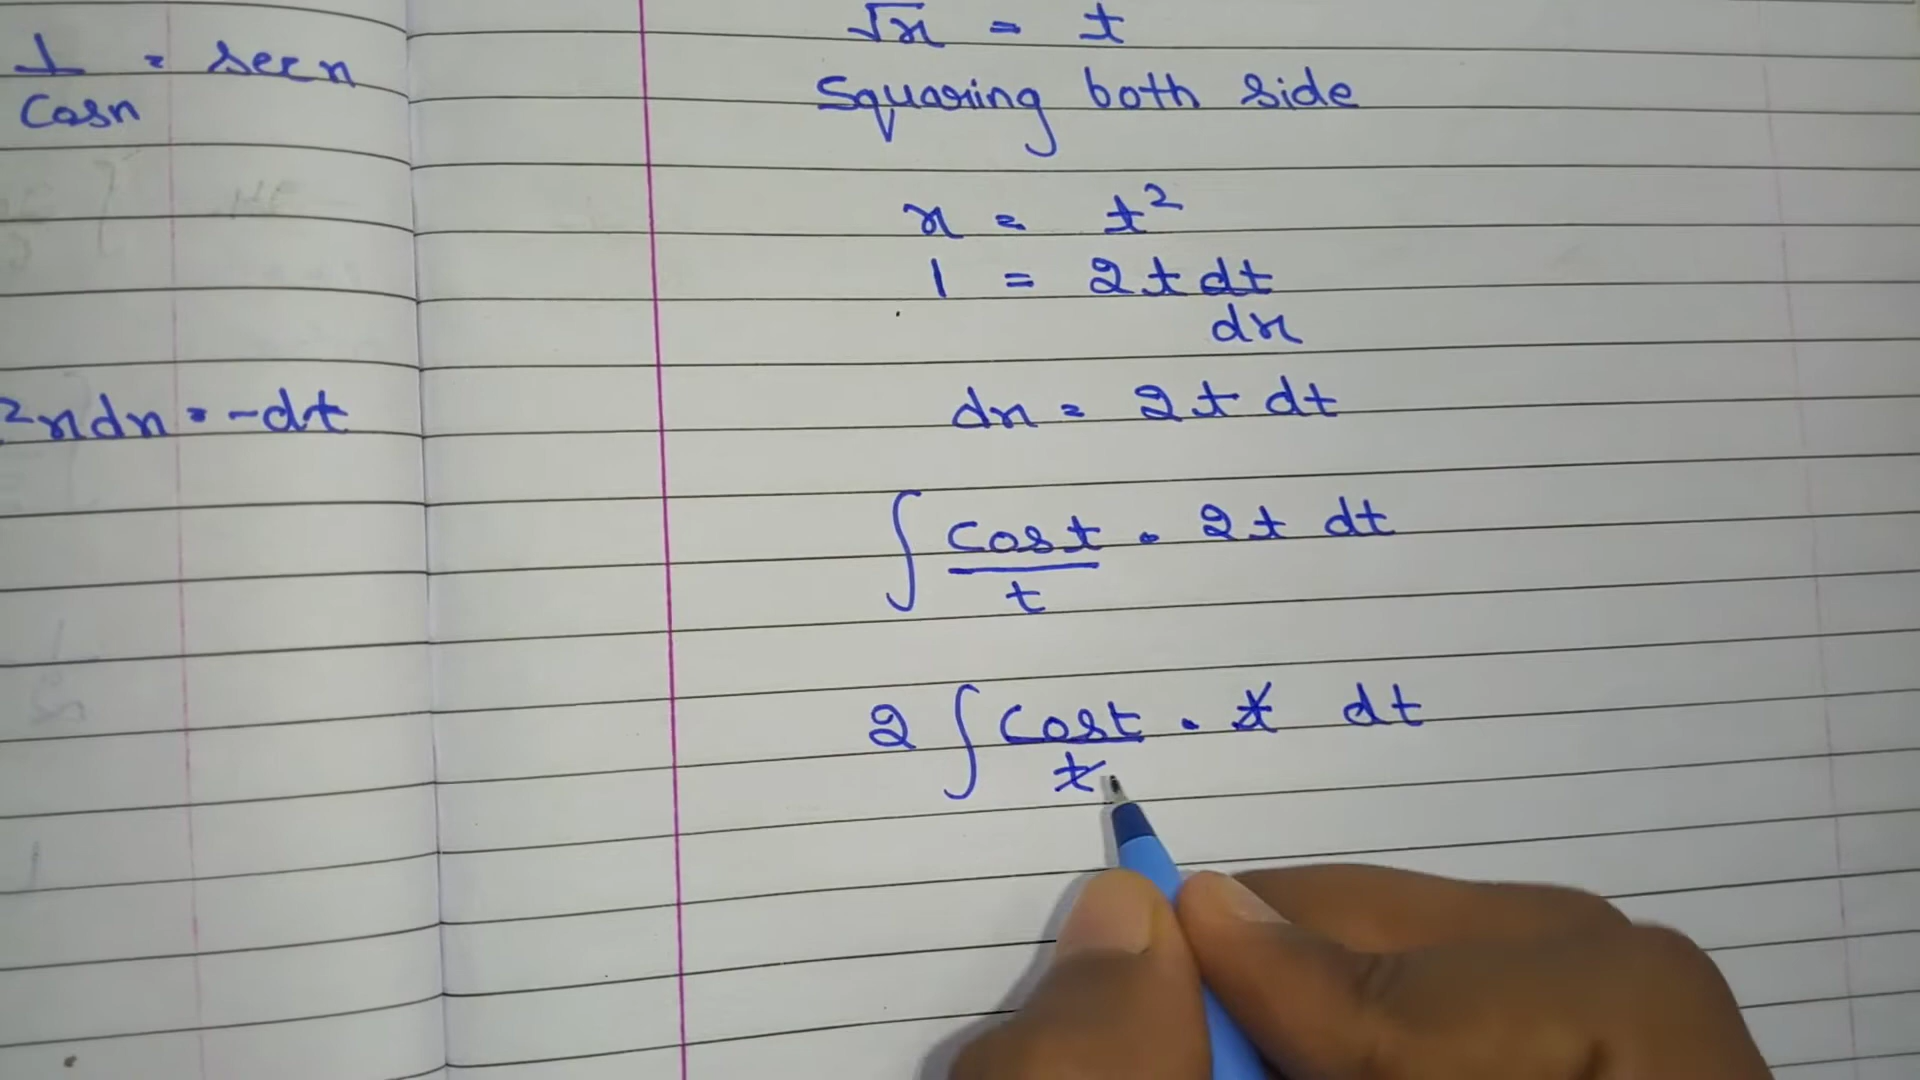 1/cosx = secx
2xdx = -dt
√x = t
Squaring both side
x = t²
1 = 2t dt/dx
dx = 2t dt
∫ cost/t . 2t dt
2 ∫ cost/t . t dt